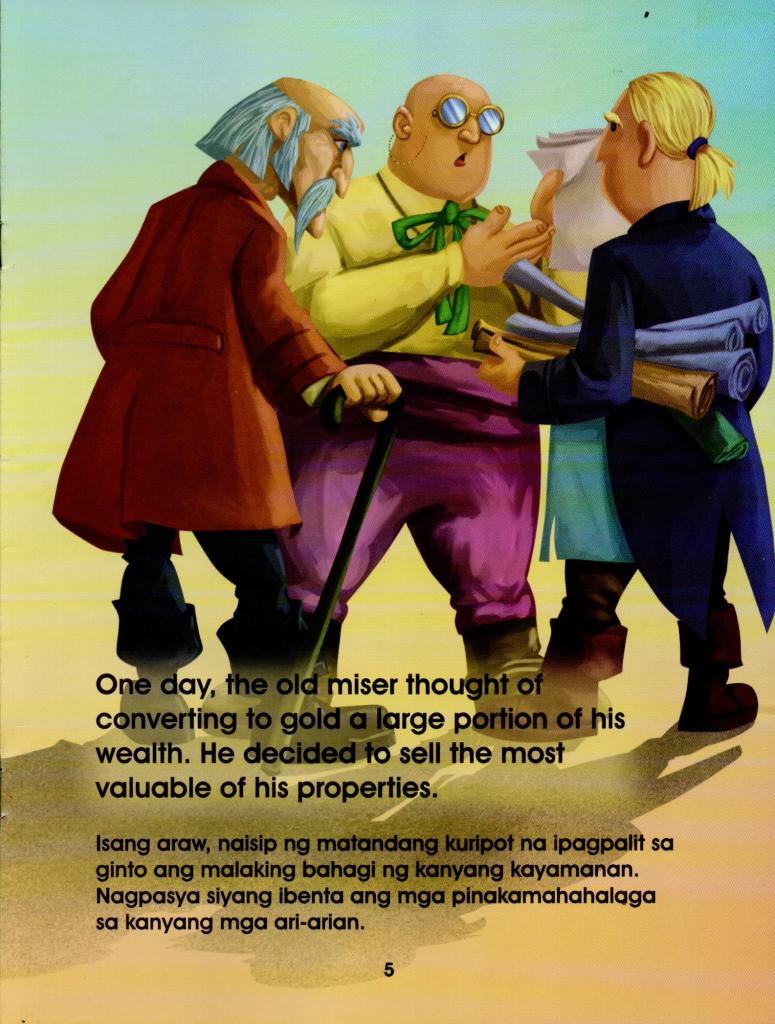 One day, the old miser thought of
converting to gold a large portion of his
wealth. He decided to sell the most
valuable of his properties.
Isang araw, naisip ng matandang kuripot na ipagpalit sa
ginto ang malaking bahagi ng kanyang kayamanan.
Nagpasya siyang ibenta ang mga pinakamahahalaga
sa kanyang mga ari-arian.
5